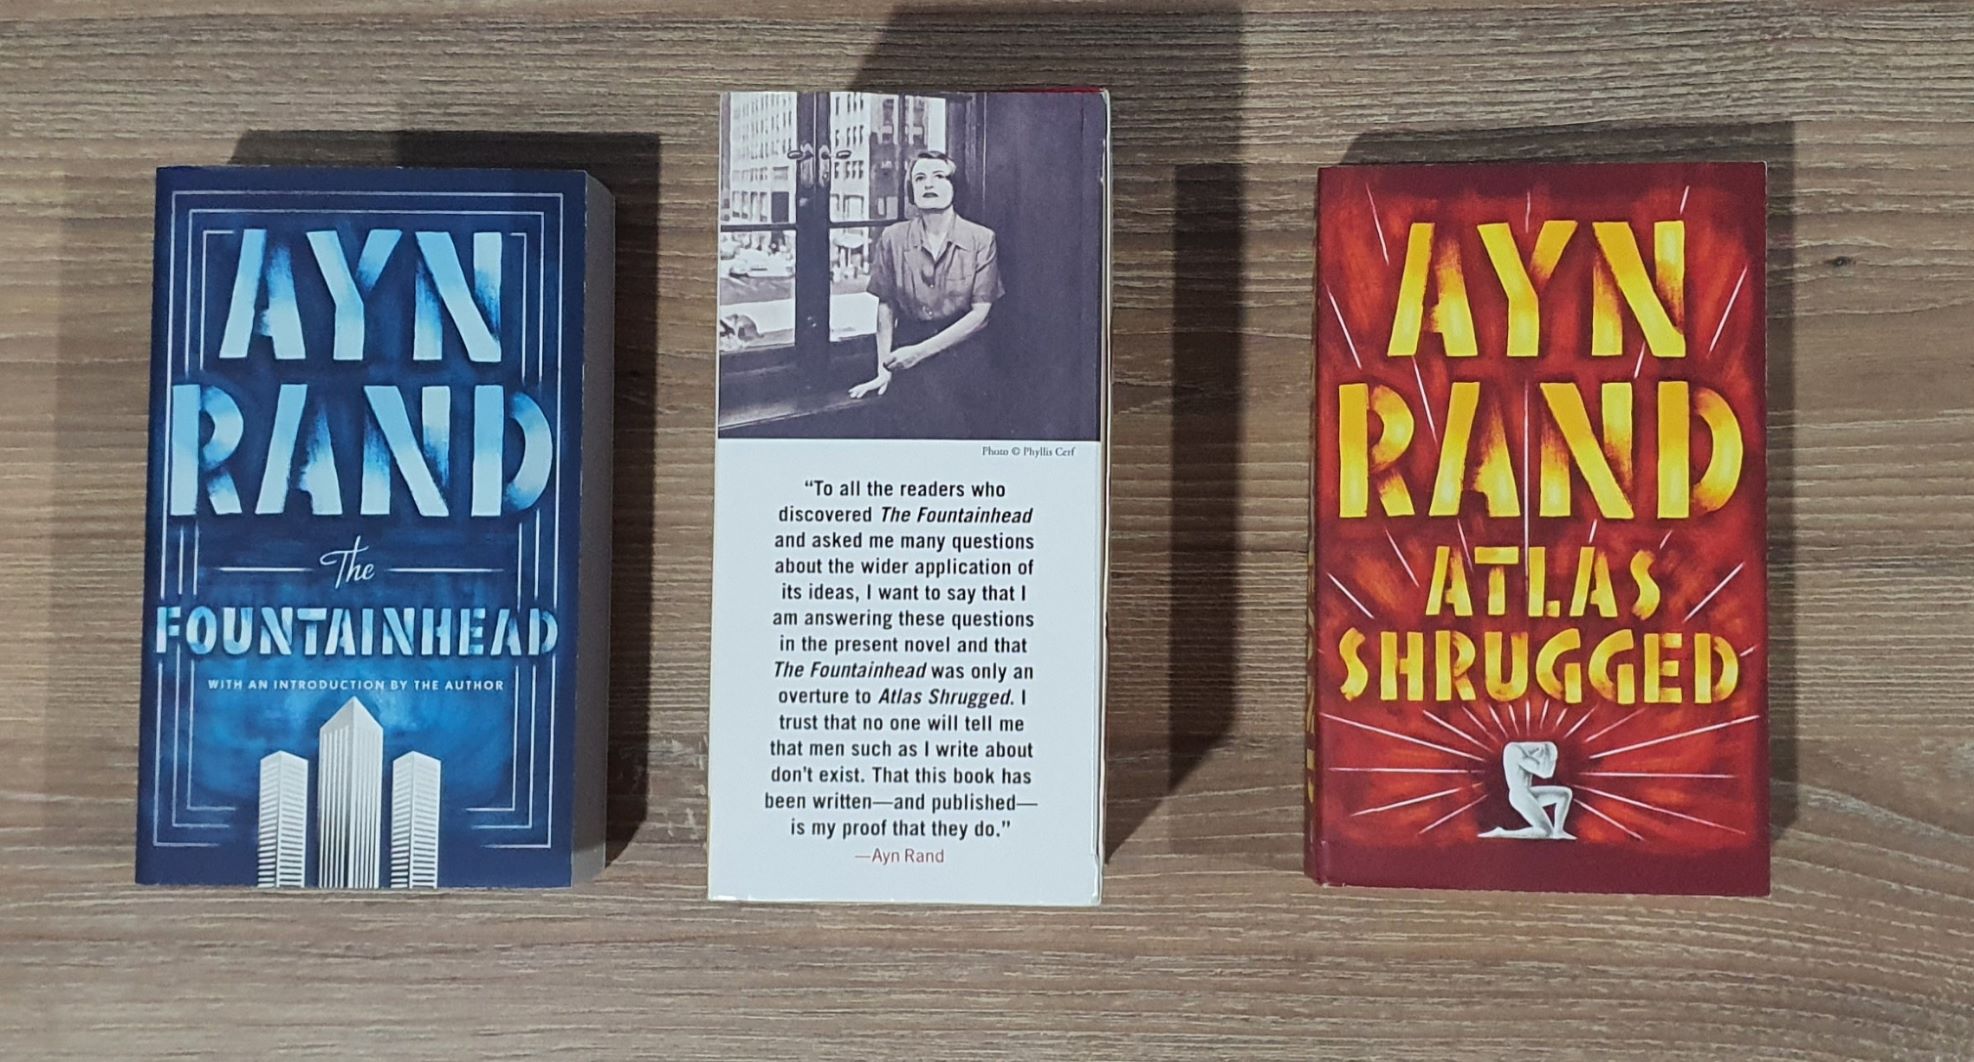 AYN
RAND
The
FOUNTAINHEAD
WITH AN INTRODUCTION BY THE AUTHOR
Photo © Phyllis Cerf
“To all the readers who
discovered The Fountainhead
and asked me many questions
about the wider application of
its ideas, I want to say that I
am answering these questions
in the present novel and that
The Fountainhead was only an
overture to Atlas Shrugged. I
trust that no one will tell me
that men such as I write about
don’t exist. That this book has
been written—and published—
is my proof that they do.”
—Ayn Rand
AYN
RAND
ATLAS
SHRUGGED